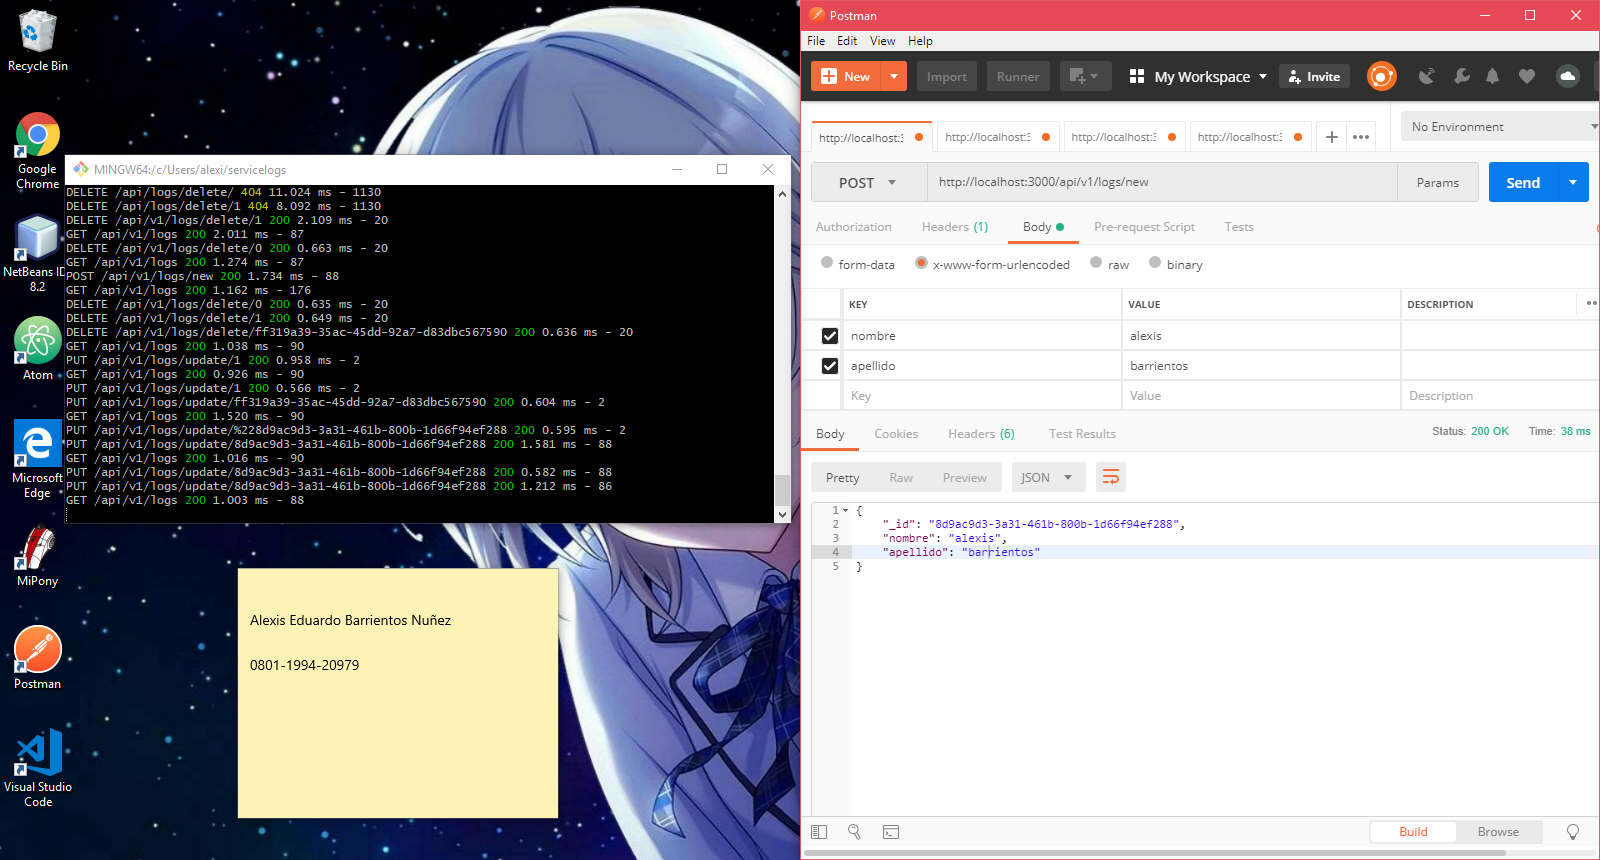 Recycle Bin
Google
Chrome
NetBeans ID
8.2
Atom
Microsoft
Edge
MiPony
Postman
Visual Studio
Code
MINGW64:/c/Users/alexi/servicelogs
DELETE /api/logs/delete/ 404 11.024 ms - 1130
DELETE /api/logs/delete/1 404 8.092 ms - 1130
DELETE /api/v1/logs/delete/1 200 2.109 ms - 20
GET /api/v1/logs 200 2.011 ms - 87
DELETE /api/v1/logs/delete/0 200 0.663 ms - 20
GET /api/v1/logs 200 1.274 ms - 87
POST /api/v1/logs/new 200 1.734 ms - 88
GET /api/v1/logs 200 1.162 ms - 176
DELETE /api/v1/logs/delete/0 200 0.635 ms - 20
DELETE /api/v1/logs/delete/1 200 0.649 ms - 20
DELETE /api/v1/logs/delete/ff319a39-35ac-45dd-92a7-d83dbc567590 200 0.636 ms - 20
GET /api/v1/logs 200 1.038 ms - 90
PUT /api/v1/logs/update/1 200 0.958 ms - 2
GET /api/v1/logs 200 0.926 ms - 90
PUT /api/v1/logs/update/1 200 0.566 ms - 2
PUT /api/v1/logs/update/ff319a39-35ac-45dd-92a7-d83dbc567590 200 0.604 ms - 2
GET /api/v1/logs 200 1.520 ms - 90
PUT /api/v1/logs/update/%228d9ac9d3-3a31-461b-800b-1d66f94ef288 200 0.595 ms - 2
PUT /api/v1/logs/update/8d9ac9d3-3a31-461b-800b-1d66f94ef288 200 1.581 ms - 88
GET /api/v1/logs 200 1.016 ms - 90
PUT /api/v1/logs/update/8d9ac9d3-3a31-461b-800b-1d66f94ef288 200 0.582 ms - 88
PUT /api/v1/logs/update/8d9ac9d3-3a31-461b-800b-1d66f94ef288 200 1.212 ms - 86
GET /api/v1/logs 200 1.003 ms - 88
Alexis Eduardo Barrientos Nuñez
0801-1994-20979
Postman
File Edit View Help
New Import Runner My Workspace Invite
http://localhost:3 http://localhost:3 http://localhost:3 http://localhost:3 No Environment
POST http://localhost:3000/api/v1/logs/new Params Send
Authorization Headers (1) Body Pre-request Script Tests
form-data x-www-form-urlencoded raw binary
KEY VALUE DESCRIPTION
nombre alexis
apellido barrientos
Key Value Description
Body Cookies Headers (6) Test Results Status: 200 OK Time: 38 ms
Pretty Raw Preview JSON
1 {
2 "_id": "8d9ac9d3-3a31-461b-800b-1d66f94ef288",
3 "nombre": "alexis",
4 "apellido": "barrientos"
5 }
Build Browse